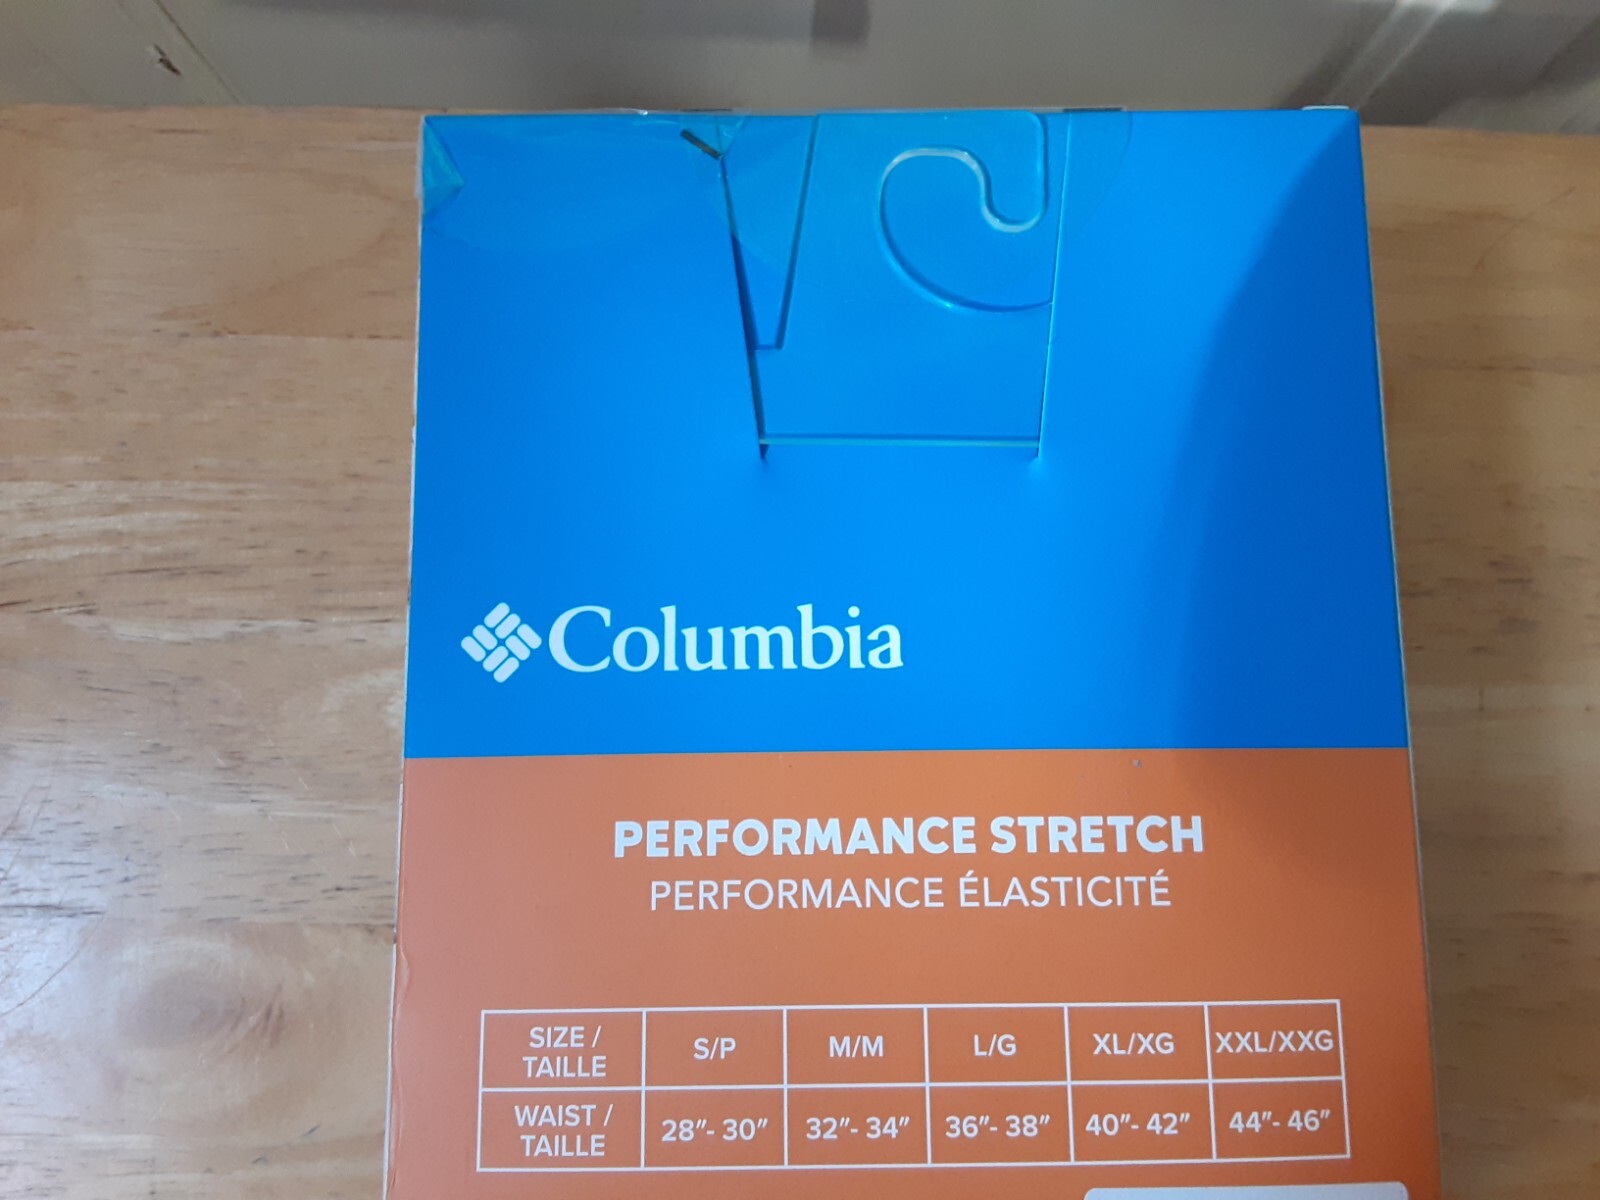 Columbia
PERFORMANCE STRETCH
PERFORMANCE ÉLASTICITÉ
SIZE / TAILLE S/P M/M L/G XL/XG XXL/XXG
WAIST / TAILLE 28"- 30" 32"- 34" 36"- 38" 40"- 42" 44"- 46"